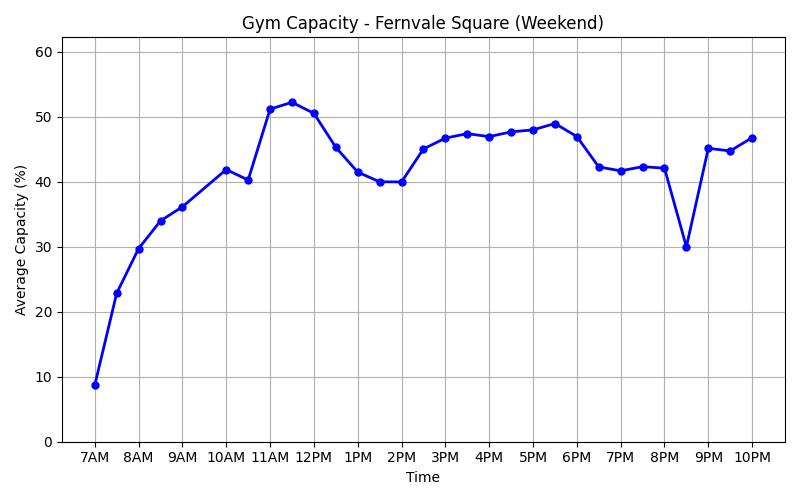 Gym Capacity - Fernvale Square (Weekend)
Average Capacity (%)
60
50
40
30
20
10
0
7AM 8AM 9AM 10AM 11AM 12PM 1PM 2PM 3PM 4PM 5PM 6PM 7PM 8PM 9PM 10PM
Time